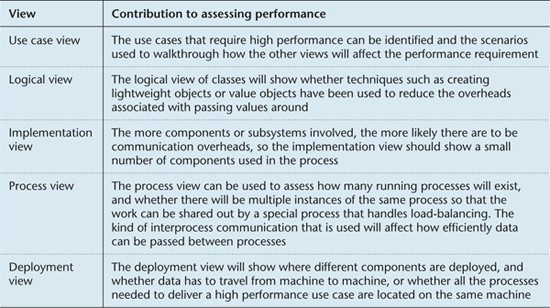 View Contribution to assessing performance
Use case view The use cases that require high performance can be identified and the scenarios
used to walkthrough how the other views will affect the performance requirement
Logical view The logical view of classes will show whether techniques such as creating
lightweight objects or value objects have been used to reduce the overheads
associated with passing values around
Implementation The more components or subsystems involved, the more likely there are to be
view communication overheads, so the implementation view should show a small
number of components used in the process
Process view The process view can be used to assess how many running processes will exist,
and whether there will be multiple instances of the same process so that the
work can be shared out by a special process that handles load-balancing. The
kind of interprocess communication that is used will affect how efficiently data
can be passed between processes
Deployment The deployment view will show where different components are deployed, and
view whether data has to travel from machine to machine, or whether all the processes
needed to deliver a high performance use case are located on the same machine